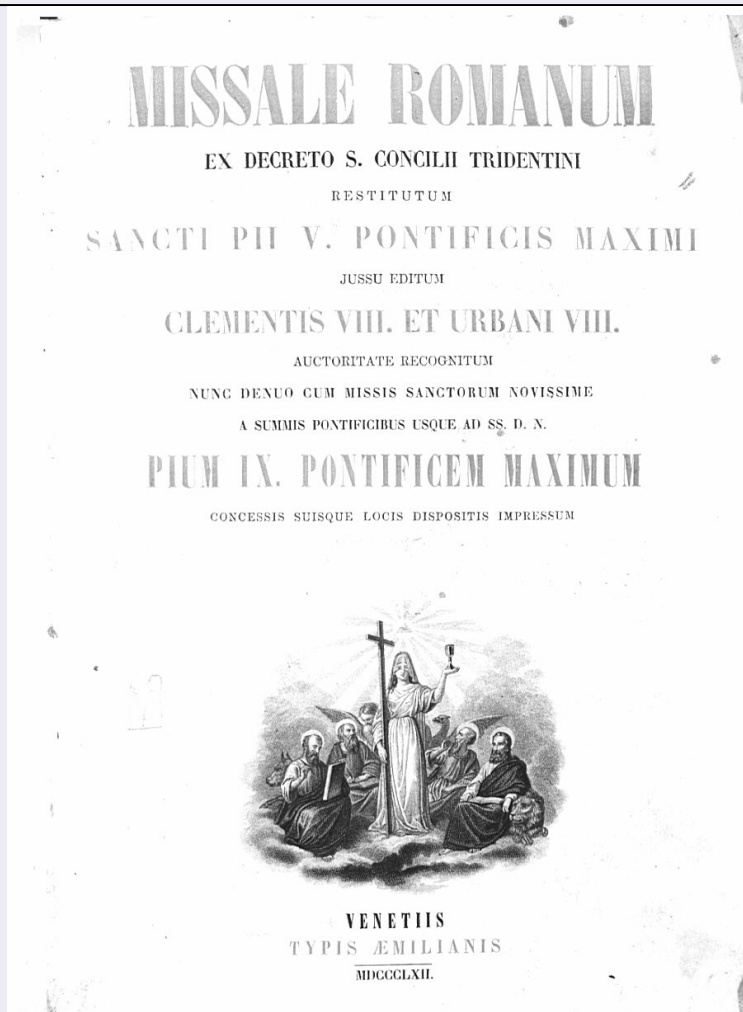 MISSALE ROMANUM
EX DECRETO S. CONCILII TRIDENTINI
RESTITUTUM
SANCTI PII V. PONTIFICIS MAXIMI
JUSSU EDITUM
CLEMENTIS VIII. ET URBANI VIII.
AUCTORITATE RECOGNITUM
NUNC DENUO CUM MISSIS SANCTORUM NOVISSIME
A SUMMIS PONTIFICIBUS USQUE AD SS. D. N.
PIUM IX. PONTIFICEM MAXIMUM
CONCESSIS SUISQUE LOCIS DISPOSITIS IMPRESSUM
VENETIIS
TYPIS ÆMILIANIS
MDCCCLXII.